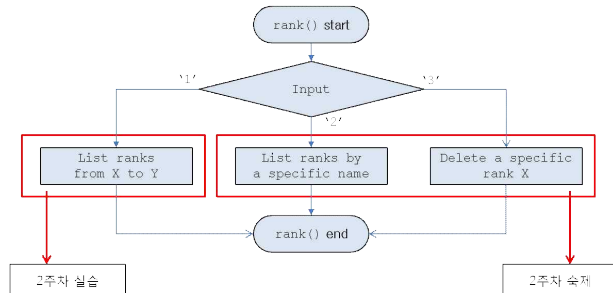 rank() start
Input
'1'
'3'
'2'
List ranks
from X to Y
List ranks by
a specific name
Delete a specific
rank X
rank() end
2주차 실습
2주차 숙제